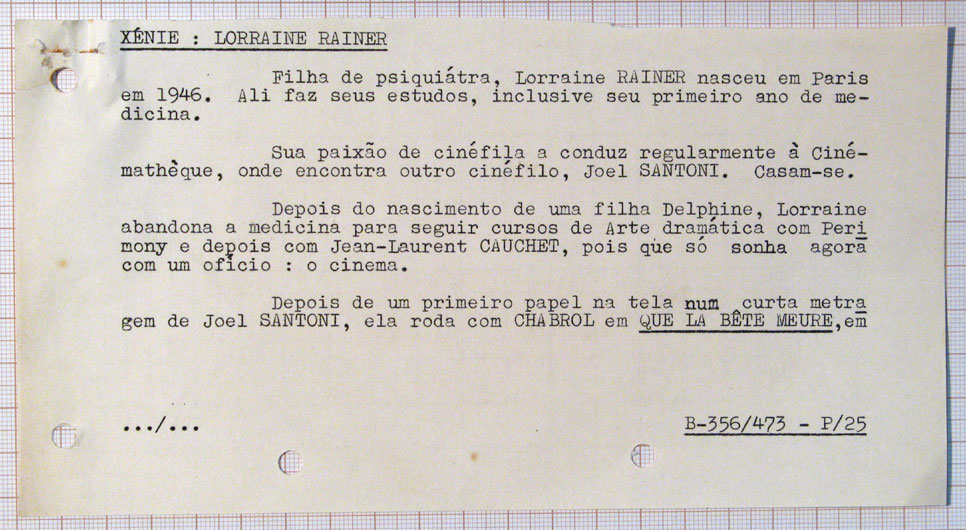 XÉNIE : LORRAINE RAINER
Filha de psiquiátra, Lorraine RAINER nasceu em Paris
em 1946. Ali faz seus estudos, inclusive seu primeiro ano de me-
dicina.
Sua paixão de cinéfila a conduz regularmente à Ciné-
mathèque, onde encontra outro cinéfilo, Joel SANTONI. Casam-se.
Depois do nascimento de uma filha Delphine, Lorraine
abandona a medicina para seguir cursos de Arte dramática com Peri
mony e depois com Jean-Laurent CAUCHET, pois que só sonha agora
com um ofício : o cinema.
Depois de um primeiro papel na tela num curta metra
gem de Joel SANTONI, ela roda com CHABROL em QUE LA BÊTE MEURE,em
.../...
B-356/473 - P/25